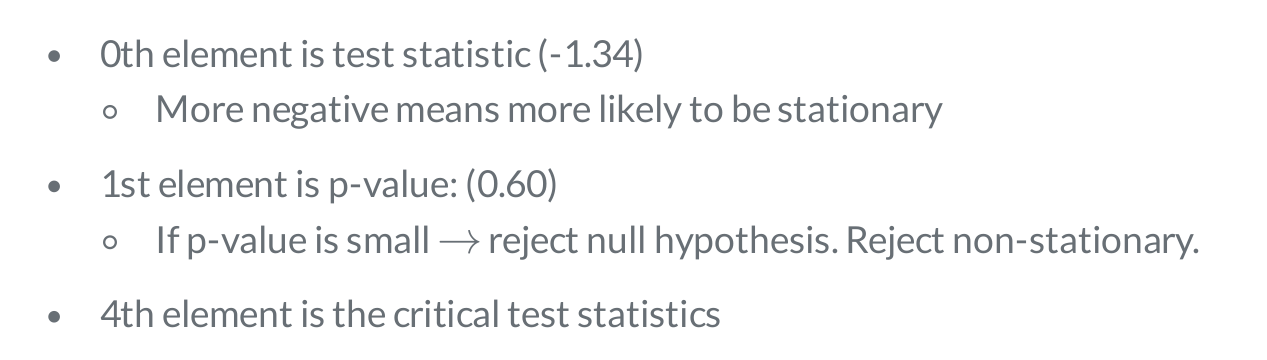 • 0th element is test statistic (-1.34)
○ More negative means more likely to be stationary
• 1st element is p-value: (0.60)
○ If p-value is small → reject null hypothesis. Reject non-stationary.
• 4th element is the critical test statistics